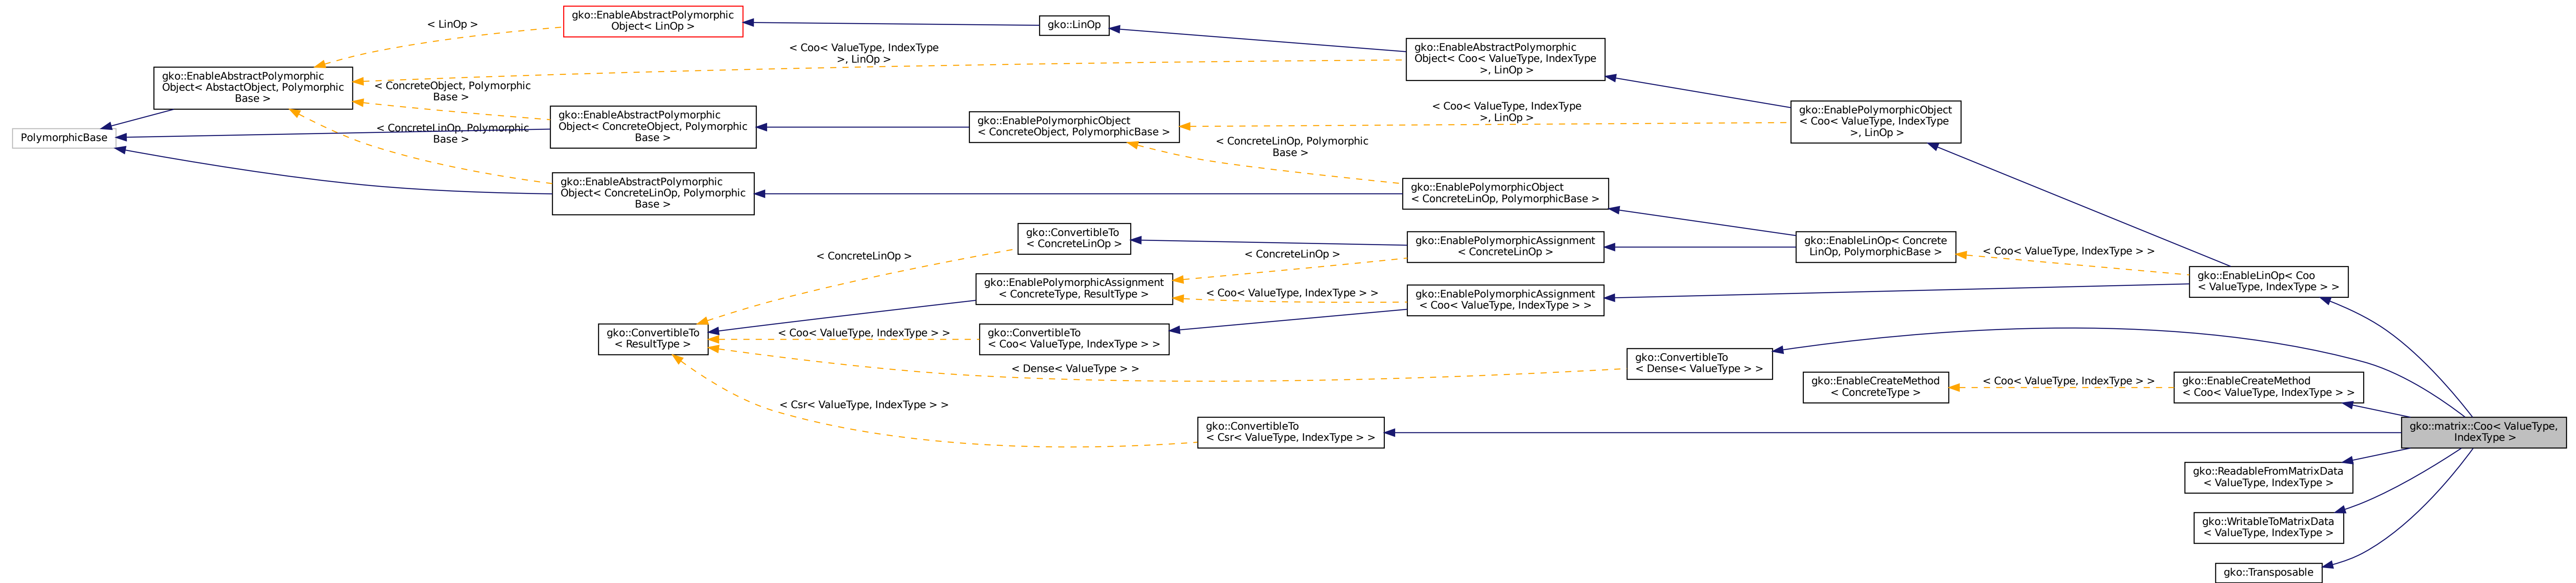 gko::EnableAbstractPolymorphic
Object< LinOp >
< LinOp >
gko::LinOp
< Coo< ValueType, IndexType
>, LinOp >
gko::EnableAbstractPolymorphic
Object< Coo< ValueType, IndexType
>, LinOp >
gko::EnableAbstractPolymorphic
Object< AbstactObject, Polymorphic
Base >
< ConcreteObject, Polymorphic
Base >
gko::EnableAbstractPolymorphic
Object< ConcreteObject, Polymorphic
Base >
gko::EnablePolymorphicObject
< ConcreteObject, PolymorphicBase >
< Coo< ValueType, IndexType
>, LinOp >
gko::EnablePolymorphicObject
< Coo< ValueType, IndexType
>, LinOp >
PolymorphicBase
< ConcreteLinOp, Polymorphic
Base >
< ConcreteLinOp, Polymorphic
Base >
gko::EnableAbstractPolymorphic
Object< ConcreteLinOp, Polymorphic
Base >
gko::EnablePolymorphicObject
< ConcreteLinOp, PolymorphicBase >
gko::ConvertibleTo
< ConcreteLinOp >
gko::EnablePolymorphicAssignment
< ConcreteLinOp >
gko::EnableLinOp< Concrete
LinOp, PolymorphicBase >
< Coo< ValueType, IndexType > >
< ConcreteLinOp >
< ConcreteLinOp >
gko::EnablePolymorphicAssignment
< ConcreteType, ResultType >
< Coo< ValueType, IndexType > >
gko::EnablePolymorphicAssignment
< Coo< ValueType, IndexType > >
gko::EnableLinOp< Coo
< ValueType, IndexType > >
gko::ConvertibleTo
< ResultType >
< Coo< ValueType, IndexType > >
gko::ConvertibleTo
< Coo< ValueType, IndexType > >
< Dense< ValueType > >
gko::ConvertibleTo
< Dense< ValueType > >
gko::EnableCreateMethod
< ConcreteType >
< Coo< ValueType, IndexType > >
gko::EnableCreateMethod
< Coo< ValueType, IndexType > >
< Csr< ValueType, IndexType > >
gko::ConvertibleTo
< Csr< ValueType, IndexType > >
gko::matrix::Coo< ValueType,
IndexType >
gko::ReadableFromMatrixData
< ValueType, IndexType >
gko::WritableToMatrixData
< ValueType, IndexType >
gko::Transposable